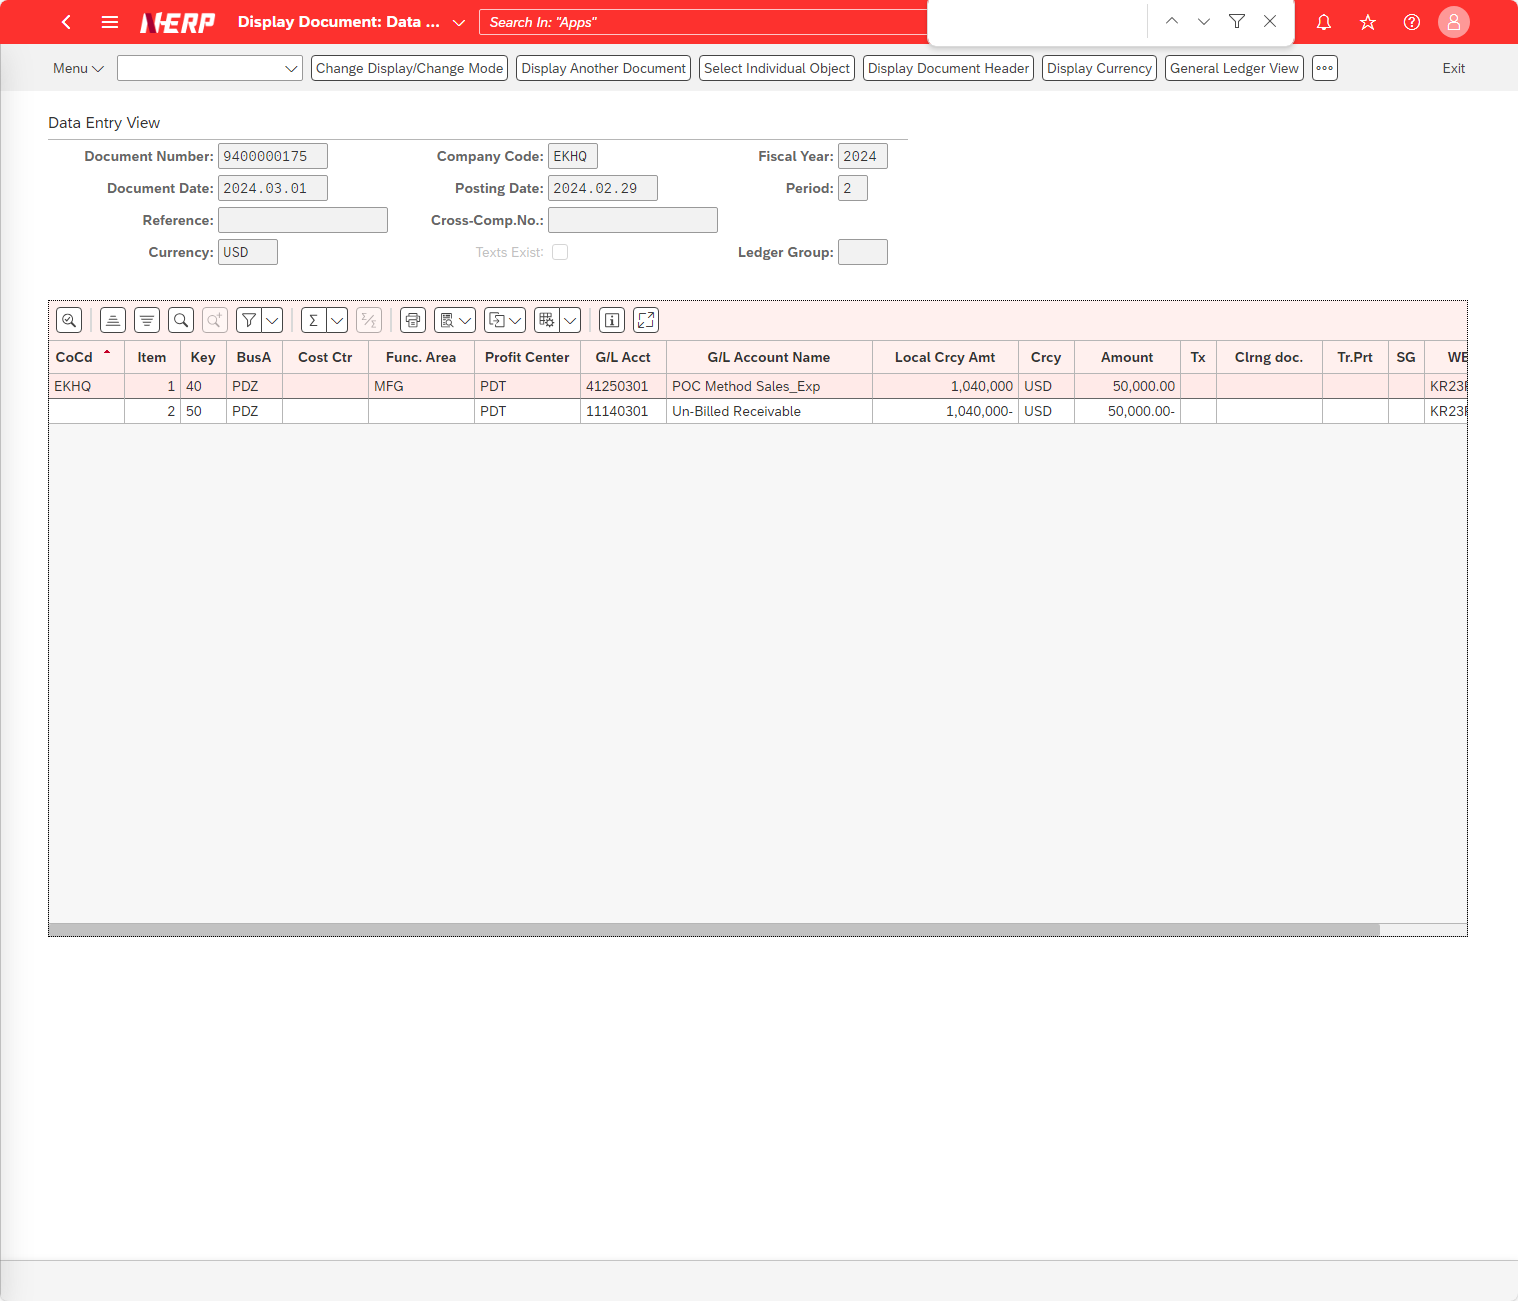 NERP Display Document: Data ... Search In: "Apps"
Menu Change Display/Change Mode Display Another Document Select Individual Object Display Document Header Display Currency General Ledger View Exit
Data Entry View
Document Number: 9400000175 Company Code: EKHQ Fiscal Year: 2024
Document Date: 2024.03.01 Posting Date: 2024.02.29 Period: 2
Reference: Cross-Comp.No.:
Currency: USD Texts Exist: Ledger Group:
CoCd Item Key BusA Cost Ctr Func. Area Profit Center G/L Acct G/L Account Name Local Crcy Amt Crcy Amount Tx Clrng doc. Tr.Prt SG WE
EKHQ 1 40 PDZ MFG PDT 41250301 POC Method Sales_Exp 1,040,000 USD 50,000.00 KR23
2 50 PDZ PDT 11140301 Un-Billed Receivable 1,040,000- USD 50,000.00- KR23